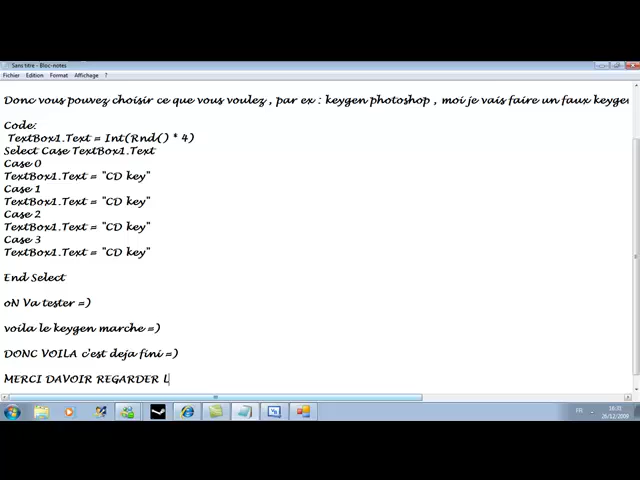 Sans titre - Bloc-notes
Fichier Edition Format Affichage ?
Donc vous pouvez choisir ce que vous voulez , par ex : keygen photoshop , moi je vais faire un faux keygen
Code:
TextBox1.Text = Int(Rnd() * 4)
Select Case TextBox1.Text
Case 0
TextBox1.Text = "CD key"
Case 1
TextBox1.Text = "CD key"
Case 2
TextBox1.Text = "CD key"
Case 3
TextBox1.Text = "CD key"
End Select
oN Va tester =)
voila le keygen marche =)
DONC VOILA c'est deja fini =)
MERCI DAVOIR REGARDER L
FR
16:31
26/12/2009